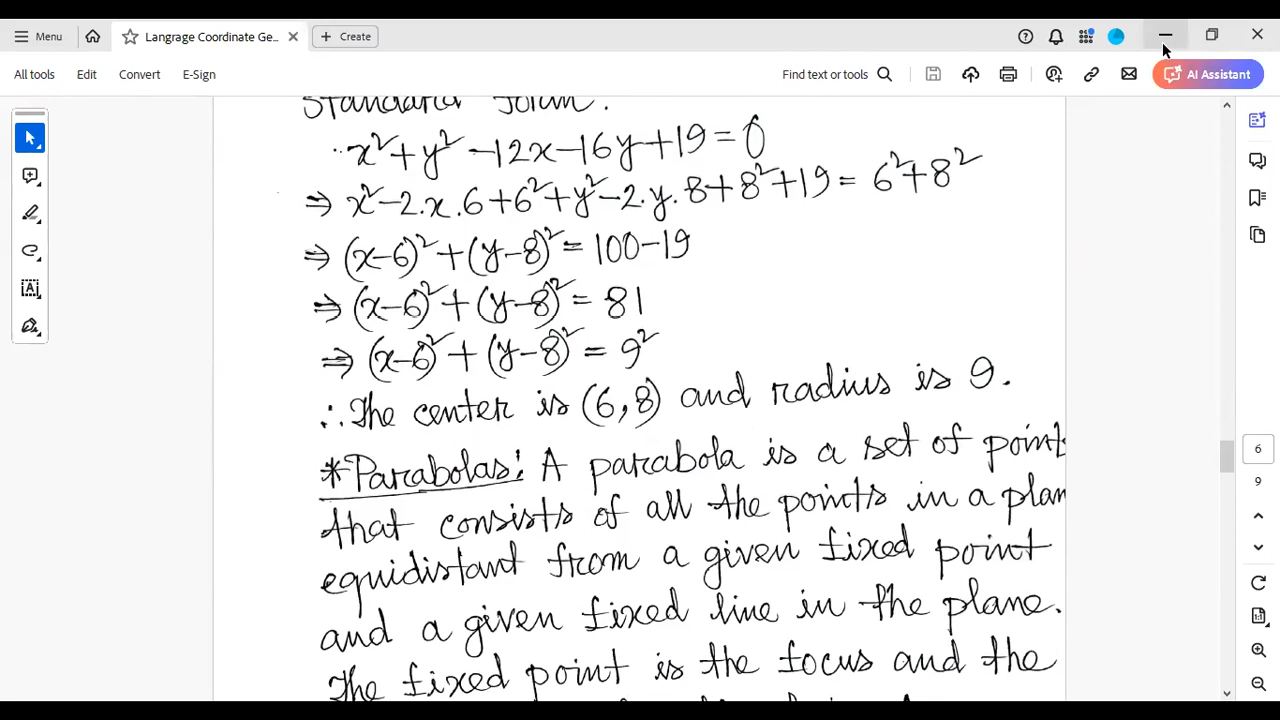 Menu
Langrage Coordinate Ge...
Create
All tools
Edit
Convert
E-Sign
Find text or tools
AI Assistant
standard form.
x²+y²-12x-16y+19=0
⇒ x²-2.x.6+6²+y²-2.y.8+8²+19= 6²+8²
⇒ (x-6)²+(y-8)²=100-19
⇒ (x-6)²+(y-8)²= 81
⇒ (x-6)²+(y-8)² = 9²
∴ The center is (6,8) and radius is 9.
*Parabolas: A parabola is a set of point
that consists of all the points in a plan
equidistant from a given fixed point
and a given fixed line in the plane.
The fixed point is the focus and the
6
9